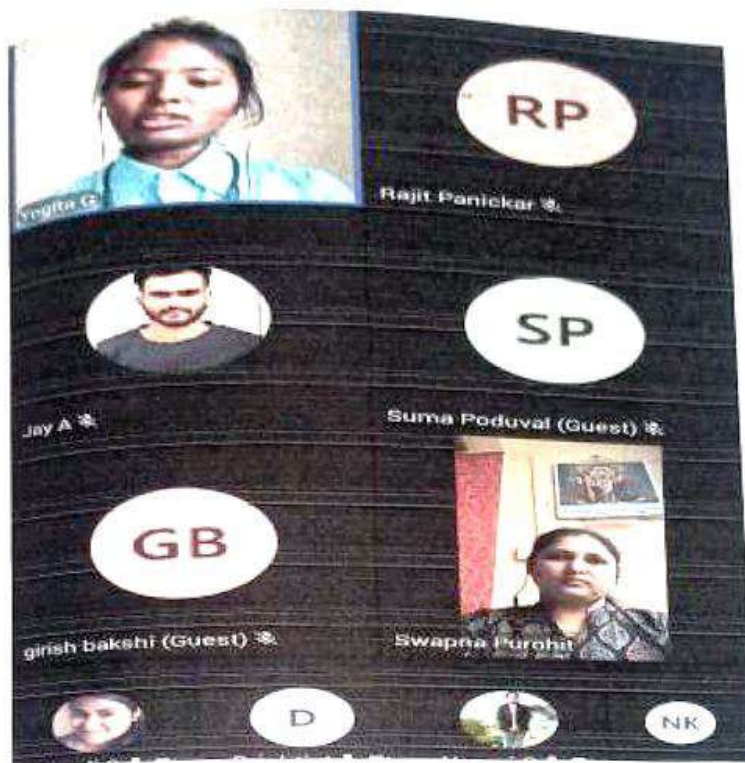 RP
Yogita G
Rajit Panickar
SP
Jay A
Suma Poduval (Guest)
GB
girish bakshi (Guest)
Swapna Purohit
D
NK